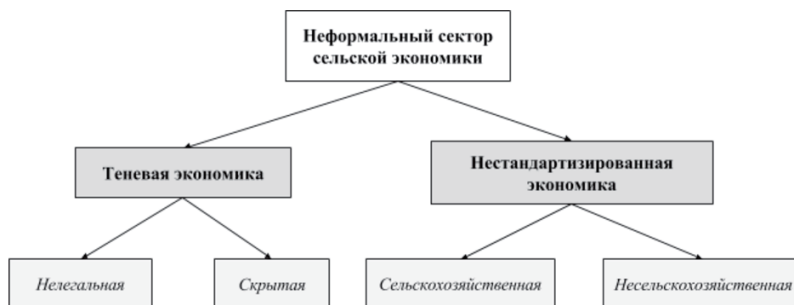 Неформальный сектор
сельской экономики
Теневая экономика
Нестандартизированная
экономика
Нелегальная
Скрытая
Сельскохозяйственная
Несельскохозяйственная